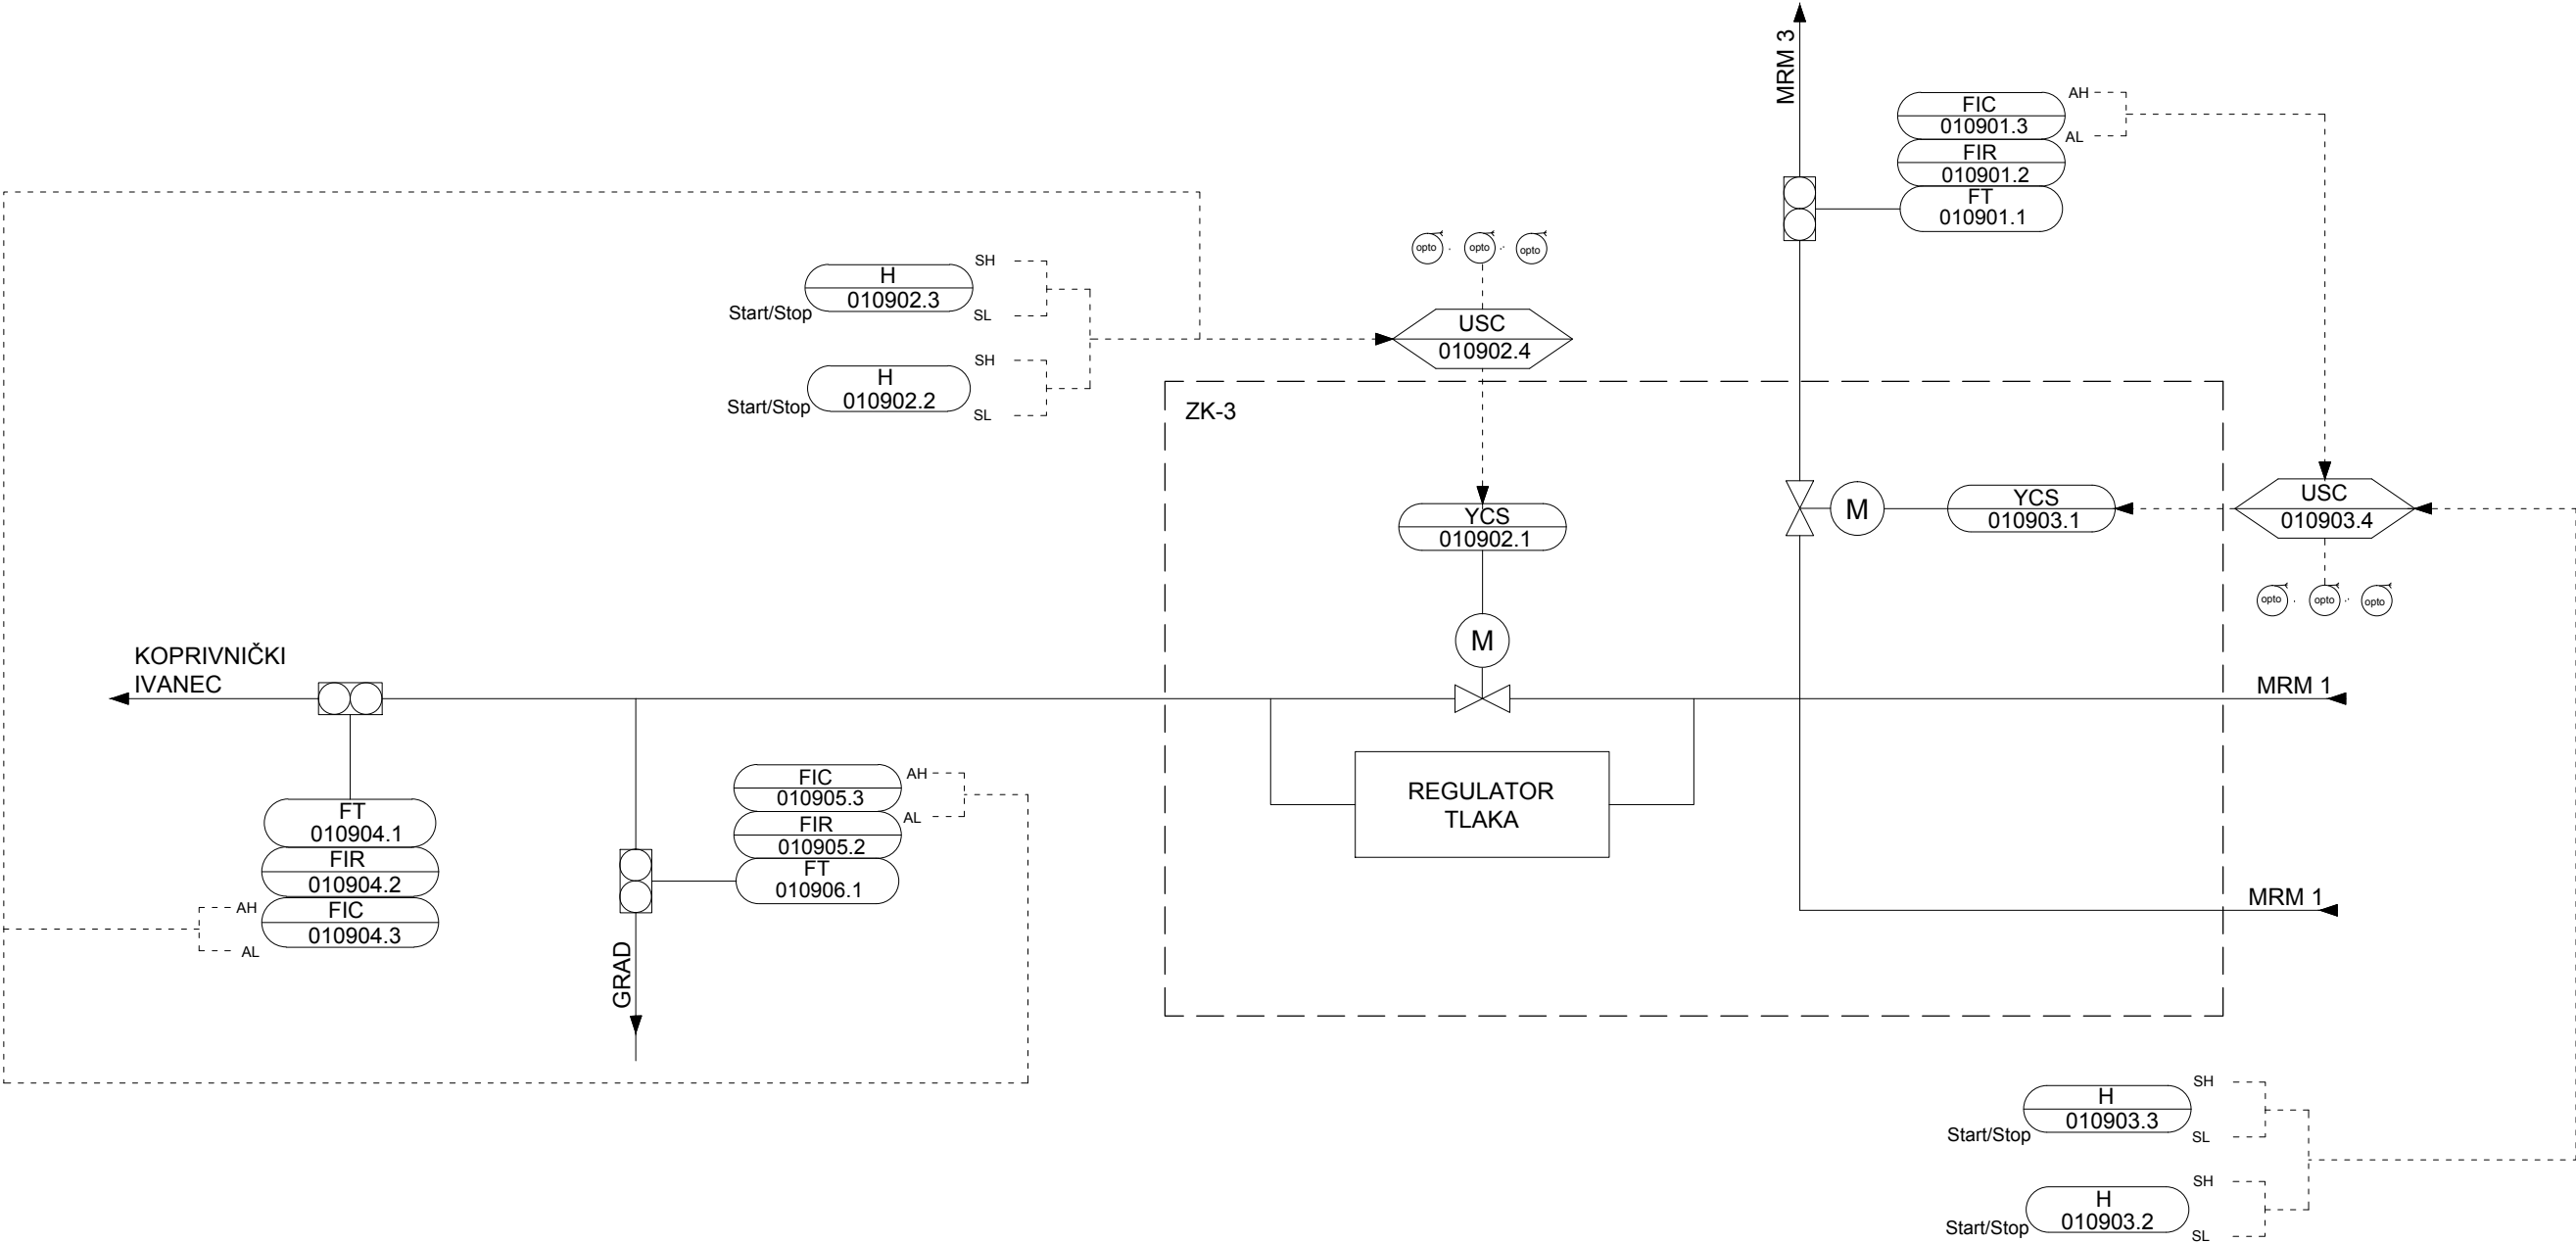 MRM 3
FIC
010901.3
AH
AL
FIR
010901.2
FT
010901.1
H
010902.3
SH
SL
Start/Stop
H
010902.2
SH
SL
Start/Stop
opto
opto
opto
USC
010902.4
ZK-3
YCS
010902.1
M
M
YCS
010903.1
USC
010903.4
opto
opto
opto
KOPRIVNIČKI
IVANEC
MRM 1
FT
010904.1
FIR
010904.2
FIC
010904.3
AH
AL
FIC
010905.3
AH
AL
FIR
010905.2
FT
010906.1
GRAD
REGULATOR
TLAKA
MRM 1
H
010903.3
SH
SL
Start/Stop
H
010903.2
SH
SL
Start/Stop